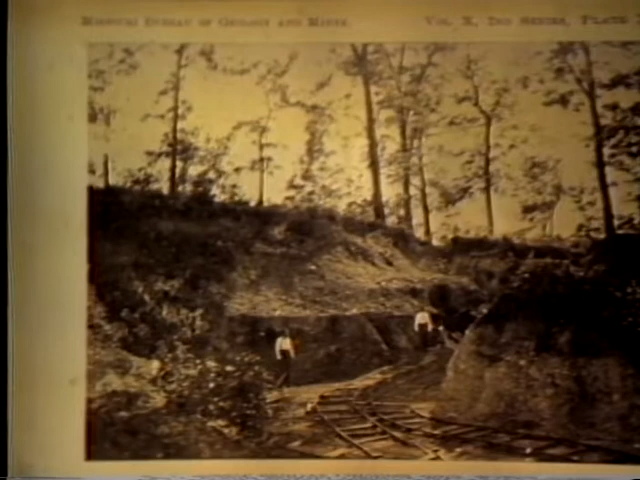 Missouri Bureau of Geology and Mines. Vol. X, 2nd Series, Plate